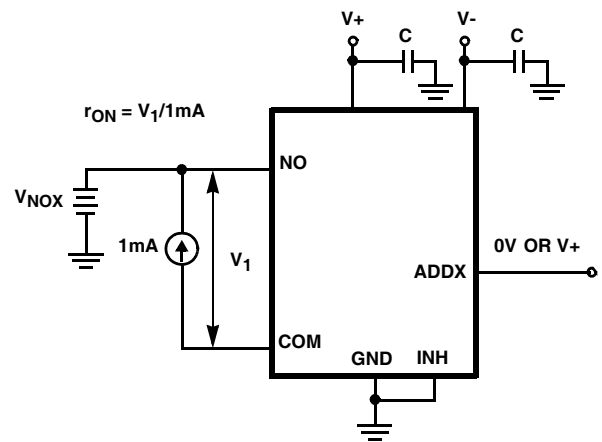 V+
C
V-
C
rON = V1/1mA
NO
VNOX
1mA
V1
0V OR V+
ADDX
COM
GND
INH